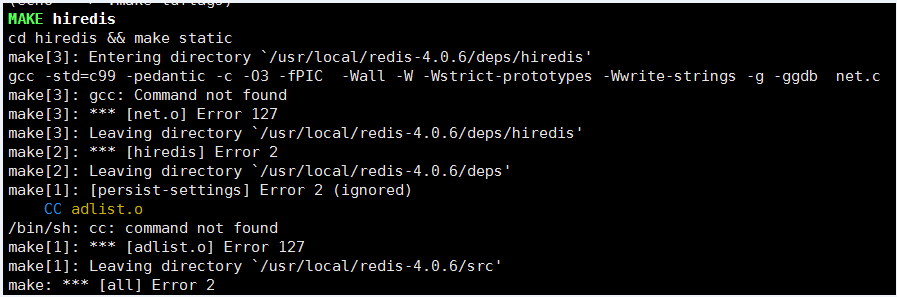 MAKE hiredis
cd hiredis && make static
make[3]: Entering directory `/usr/local/redis-4.0.6/deps/hiredis'
gcc -std=c99 -pedantic -c -O3 -fPIC  -Wall -W -Wstrict-prototypes -Wwrite-strings -g -ggdb  net.c
make[3]: gcc: Command not found
make[3]: *** [net.o] Error 127
make[3]: Leaving directory `/usr/local/redis-4.0.6/deps/hiredis'
make[2]: *** [hiredis] Error 2
make[2]: Leaving directory `/usr/local/redis-4.0.6/deps'
make[1]: [persist-settings] Error 2 (ignored)
    CC adlist.o
/bin/sh: cc: command not found
make[1]: *** [adlist.o] Error 127
make[1]: Leaving directory `/usr/local/redis-4.0.6/src'
make: *** [all] Error 2